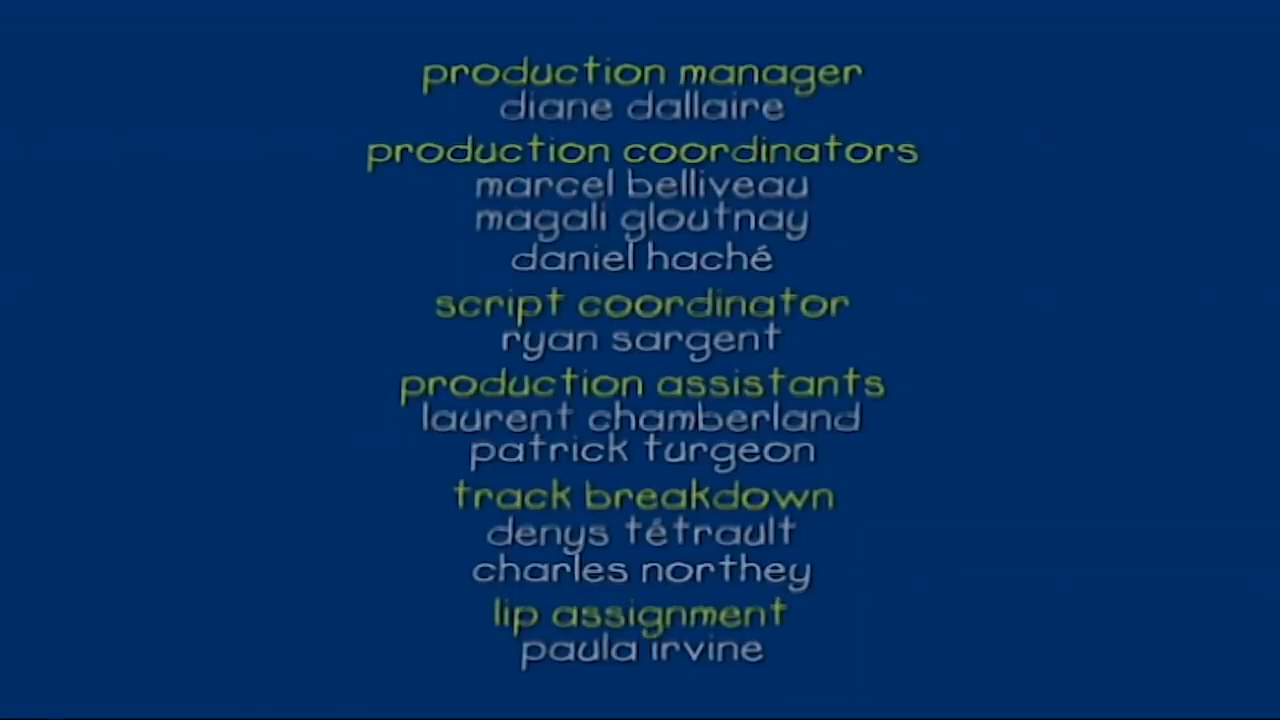 production manager
diane dallaire
production coordinators
marcel belliveau
magali gloutnay
daniel haché
script coordinator
ryan sargent
production assistants
laurent chamberland
patrick turgeon
track breakdown
denys tétrault
charles northey
lip assignment
paula irvine